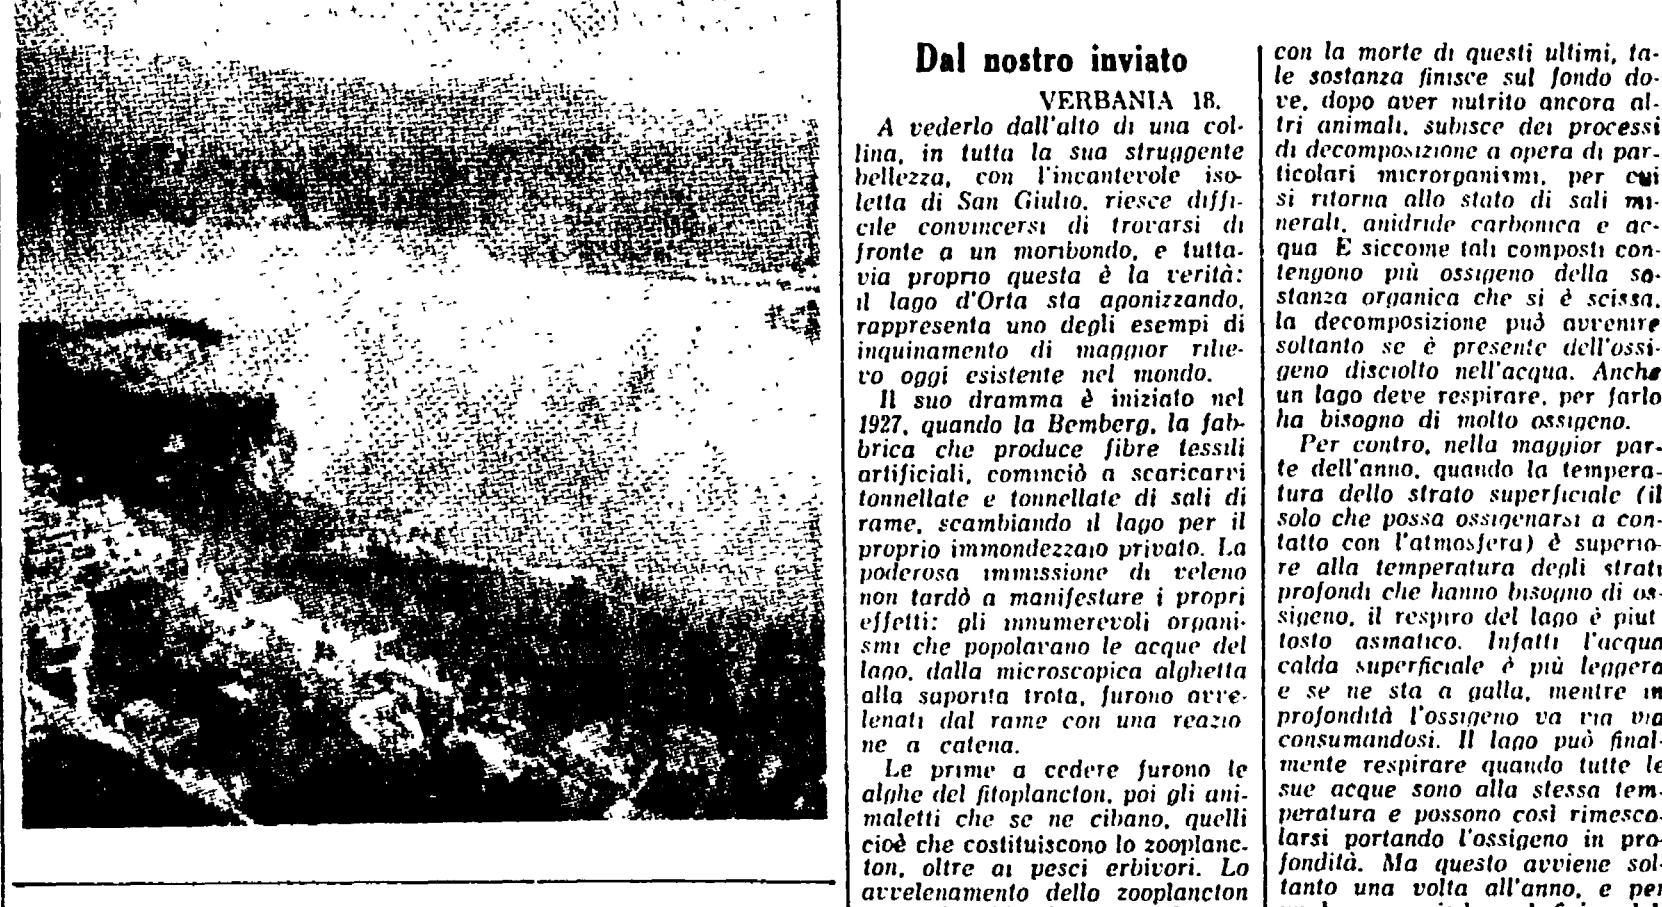 Dal nostro inviato
VERBANIA 18.
A vederlo dall'alto di una col-
lina, in tutta la sua struggente
bellezza, con l'incantevole iso-
letta di San Giulio, riesce diffi-
cile convincersi di trovarsi di
fronte a un moribondo, e tutta-
via proprio questa è la verità:
il lago d'Orta sta agonizzando,
rappresenta uno degli esempi di
inquinamento di maggior rilie-
vo oggi esistente nel mondo.
Il suo dramma è iniziato nel
1927, quando la Bemberg, la fab-
brica che produce fibre tessili
artificiali, cominciò a scaricarvi
tonnellate e tonnellate di sali di
rame, scambiando il lago per il
proprio immondezzaio privato. La
poderosa immissione di veleno
non tardò a manifestare i propri
effetti: gli innumerevoli organi-
smi che popolavano le acque del
lago, dalla microscopica alghetta
alla saporita trota, furono avve-
lenati dal rame con una reazio
ne a catena.
Le prime a cedere furono le
alghe del fitoplancton, poi gli ani-
maletti che se ne cibano, quelli
cioè che costituiscono lo zooplanc-
ton, oltre ai pesci erbivori. Lo
avvelenamento dello zooplancton
con la morte di questi ultimi, ta-
le sostanza finisce sul fondo do-
ve, dopo aver nutrito ancora al-
tri animali, subisce dei processi
di decomposizione a opera di par-
ticolari microrganismi, per cui
si ritorna allo stato di sali mi-
nerali, anidride carbonica e ac-
qua E siccome tali composti con-
tengono più ossigeno della so-
stanza organica che si è scissa,
la decomposizione può avvenire
soltanto se è presente dell'ossi-
geno disciolto nell'acqua. Anche
un lago deve respirare, per farlo
ha bisogno di molto ossigeno.
Per contro, nella maggior par-
te dell'anno, quando la tempera-
tura dello strato superficiale (il
solo che possa ossigenarsi a con-
tatto con l'atmosfera) è superio-
re alla temperatura degli strati
profondi che hanno bisogno di os-
sigeno, il respiro del lago è piut
tosto asmatico. Infatti l'acqua
calda superficiale è più leggera
e se ne sta a galla, mentre in
profondità l'ossigeno va via via
consumandosi. Il lago può final-
mente respirare quando tutte le
sue acque sono alla stessa tem-
peratura e possono così rimesco-
larsi portando l'ossigeno in pro-
fondità. Ma questo avviene sol-
tanto una volta all'anno, e per